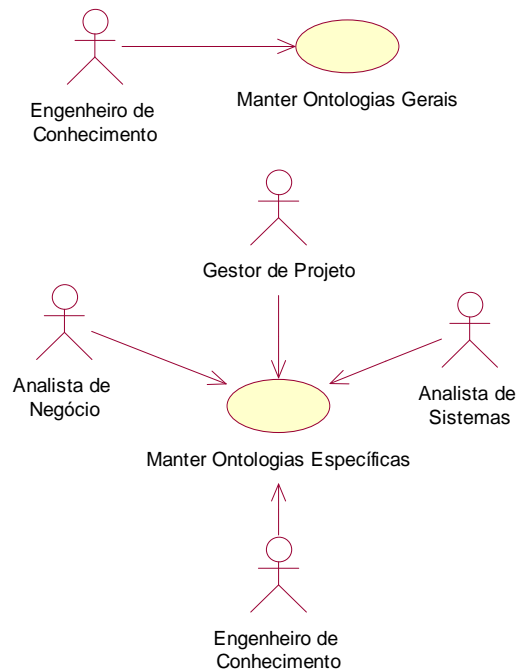 Engenheiro de
Conhecimento
Manter Ontologias Gerais
Gestor de Projeto
Analista de
Negócio
Analista de
Sistemas
Manter Ontologias Específicas
Engenheiro de
Conhecimento